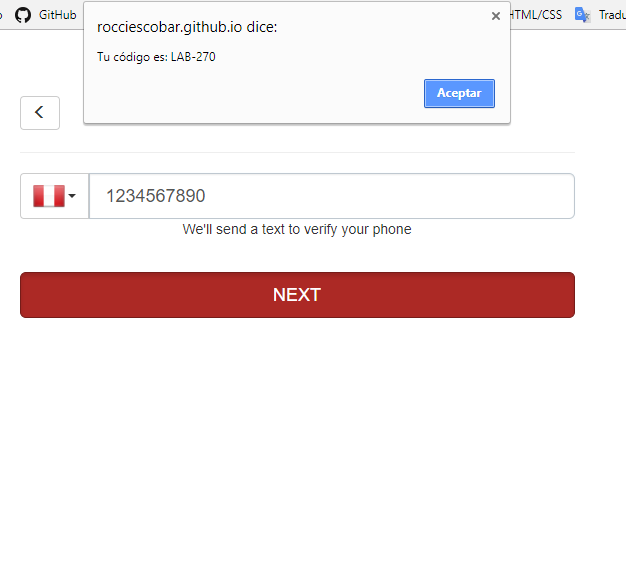 GitHub
HTML/CSS
rocciescobar.github.io dice:
Tu código es: LAB-270
Aceptar
1234567890
We'll send a text to verify your phone
NEXT